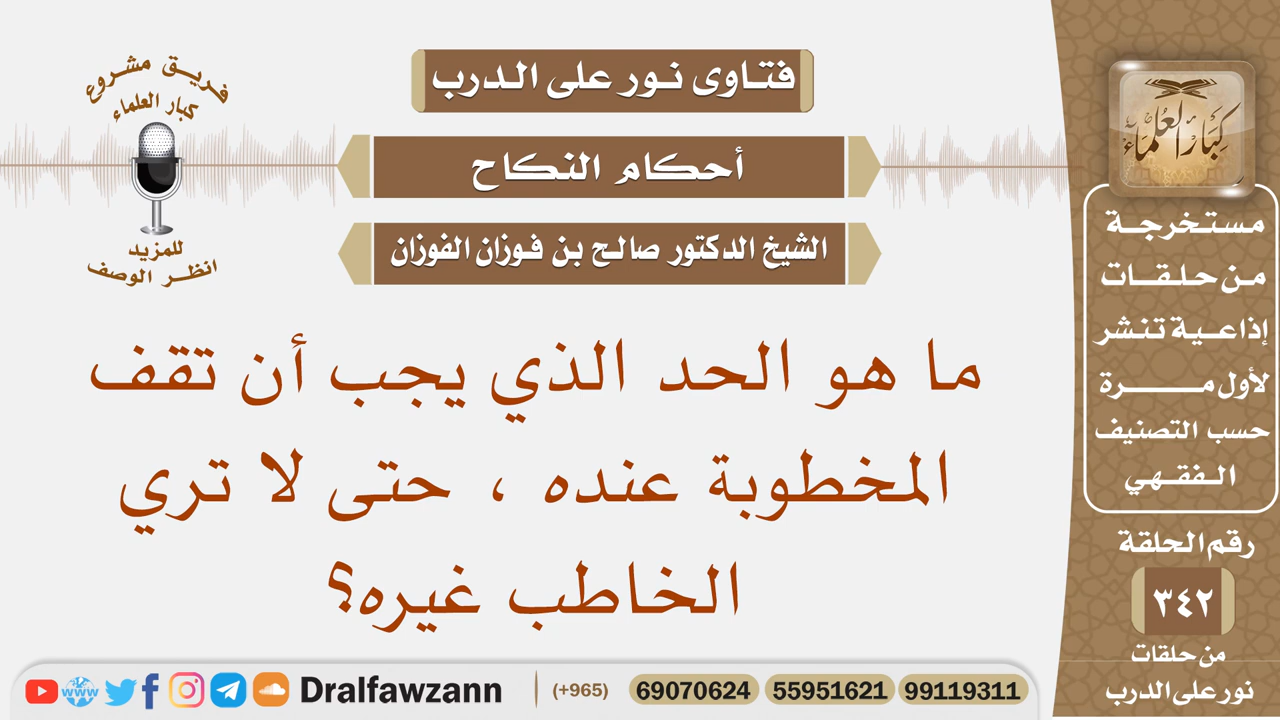 فتاوى نور على الدرب
أحكام النكاح
الشيخ الدكتور صالح بن فوزان الفوزان
ما هو الحد الذي يجب أن تقف
المخطوبة عنده ، حتى لا تري
الخاطب غيره؟
فريق مشروع
كبار العلماء
للمزيد
انظر الوصف
كبار العلماء
مستخرجة
من حلقات
إذاعية تنشر
لأول مرة
حسب التصنيف
الفقهي
رقم الحلقة
٣٤٢
من حلقات
نور على الدرب
www
Dralfawzann
(+965) 69070624 55951621 99119311